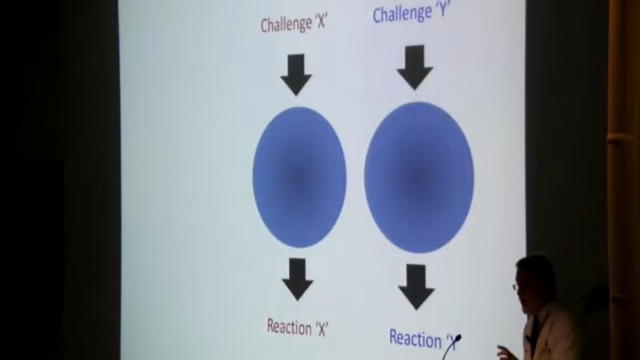 Challenge 'X'
Challenge 'Y'
Reaction 'X'
Reaction 'Y'